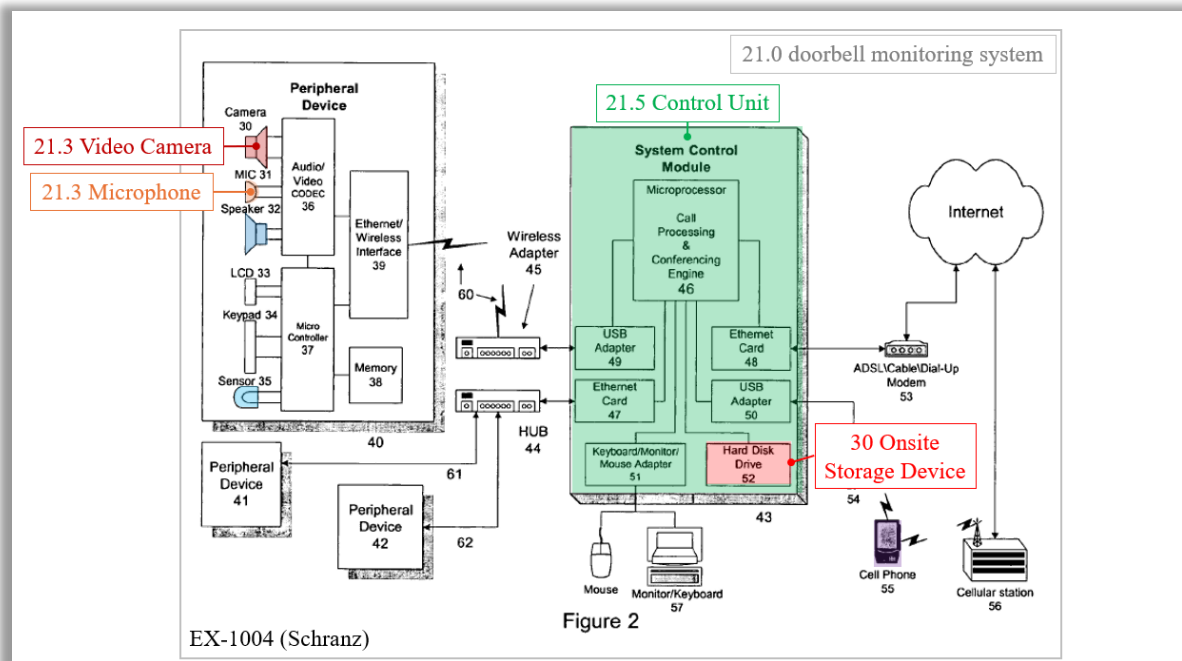 21.0 doorbell monitoring system
Peripheral
Device
21.5 Control Unit
Camera
30
21.3 Video Camera
MIC 31
21.3 Microphone
Speaker 32
Audio/
Video
CODEC
36
Ethernet/
Wireless
Interface
39
LCD 33
Keypad 34
Micro
Controller
37
Memory
38
Sensor 35
40
Wireless
Adapter
45
60
System Control
Module
Microprocessor
Call
Processing
&
Conferencing
Engine
46
USB
Adapter
49
Ethernet
Card
48
Ethernet
Card
47
USB
Adapter
50
HUB
44
Keyboard/Monitor/
Mouse Adapter
51
Hard Disk
Drive
52
30 Onsite
Storage Device
Internet
ADSL\Cable\Dial-Up
Modem
53
54
43
61
Peripheral
Device
41
Peripheral
Device
42
62
Mouse
Monitor/Keyboard
57
Cell Phone
55
Cellular station
56
Figure 2
EX-1004 (Schranz)